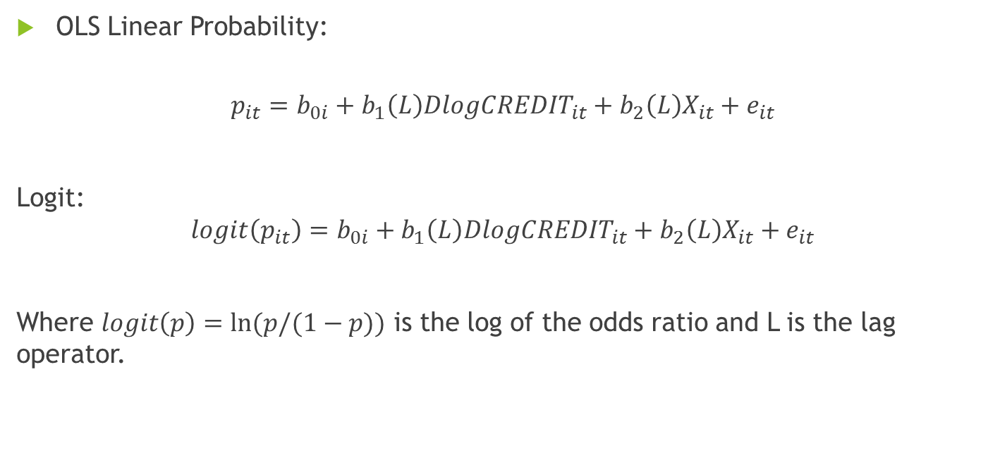 OLS Linear Probability:
p_{it} = b_{0i} + b_1(L)DlogCREDIT_{it} + b_2(L)X_{it} + e_{it}
Logit:
logit(p_{it}) = b_{0i} + b_1(L)DlogCREDIT_{it} + b_2(L)X_{it} + e_{it}
Where logit(p) = ln(p/(1 − p)) is the log of the odds ratio and L is the lag
operator.